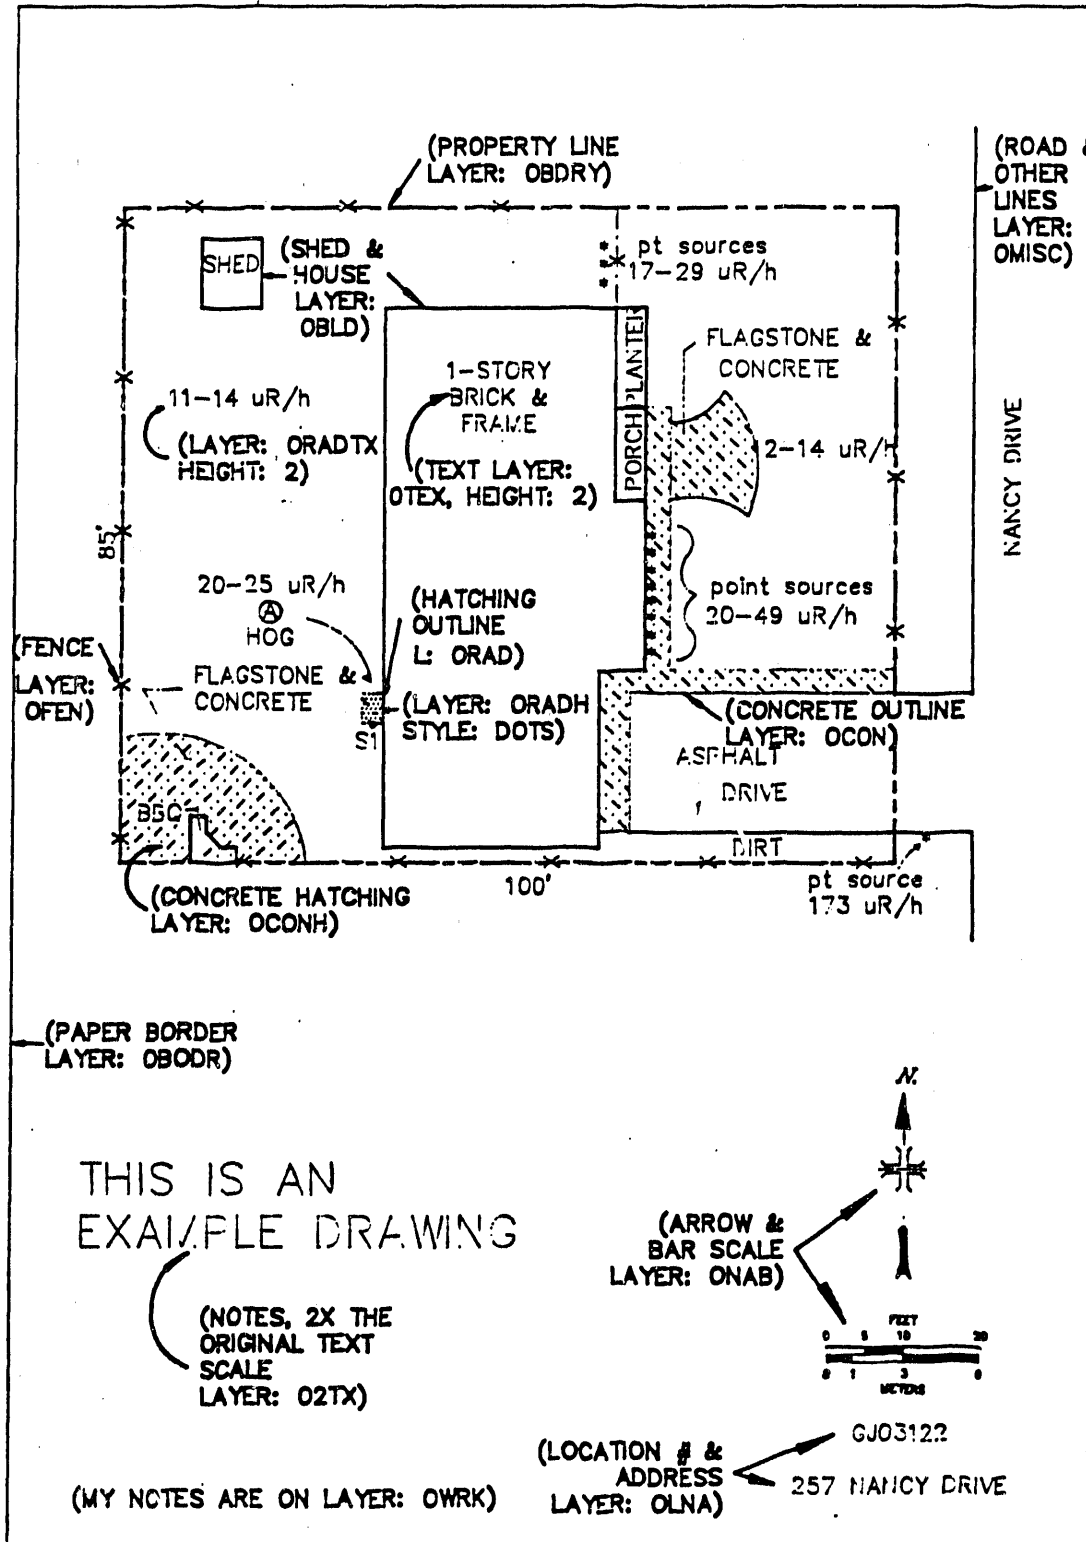 (PROPERTY LINE
LAYER: OBDRY)
(ROAD &
OTHER
LINES
LAYER:
OMISC)
SHED
(SHED &
HOUSE
LAYER:
OBLD)
pt sources
17-29 uR/h
PLANTER
FLAGSTONE &
CONCRETE
1-STORY
BRICK &
FRAME
11-14 uR/h
(LAYER: ORADTX
HEIGHT: 2)
(TEXT LAYER:
OTEX, HEIGHT: 2)
PORCH
2-14 uR/h
NANCY DRIVE
85'
20-25 uR/h
A
HOG
(HATCHING
OUTLINE
L: ORAD)
point sources
20-49 uR/h
(FENCE
LAYER:
OFEN)
FLAGSTONE &
CONCRETE
(LAYER: ORADH
STYLE: DOTS)
S1
(CONCRETE OUTLINE
LAYER: OCON)
ASPHALT
DRIVE
BBQ
DIRT
100'
pt source
173 uR/h
(CONCRETE HATCHING
LAYER: OCONH)
(PAPER BORDER
LAYER: OBODR)
N.
THIS IS AN
EXAMPLE DRAWING
(ARROW &
BAR SCALE
LAYER: ONAB)
(NOTES, 2X THE
ORIGINAL TEXT
SCALE
LAYER: O2TX)
FEET
0 5 10 20
0 1 3 6
METERS
GJ03122
(LOCATION # &
ADDRESS
LAYER: OLNA)
257 NANCY DRIVE
(MY NOTES ARE ON LAYER: OWRK)